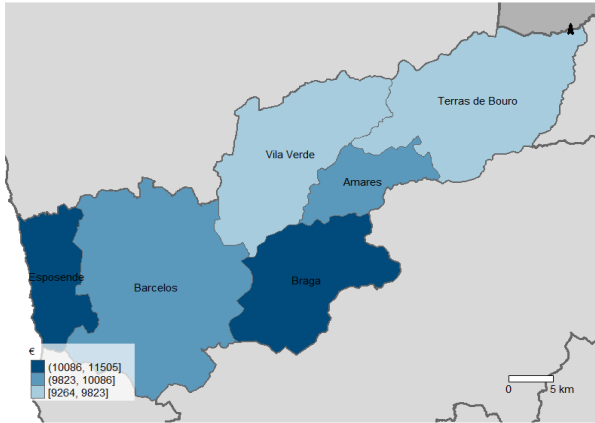 Terras de Bouro
Vila Verde
Amares
Esposende
Barcelos
Braga
€
(10086, 11505]
(9823, 10086]
[9264, 9823]
0 5 km